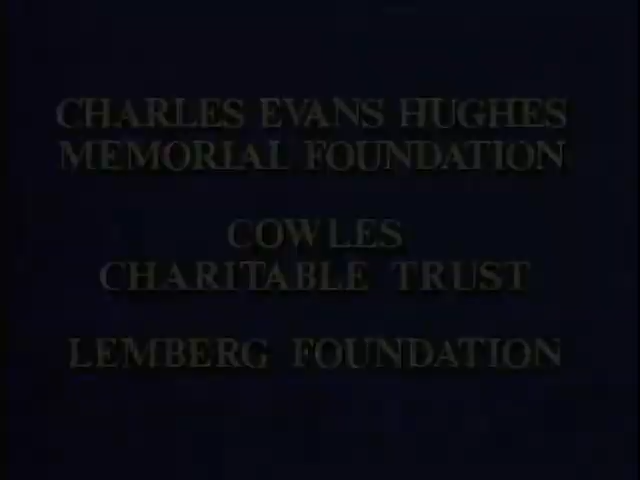 CHARLES EVANS HUGHES
MEMORIAL FOUNDATION
COWLES
CHARITABLE TRUST
LEMBERG FOUNDATION